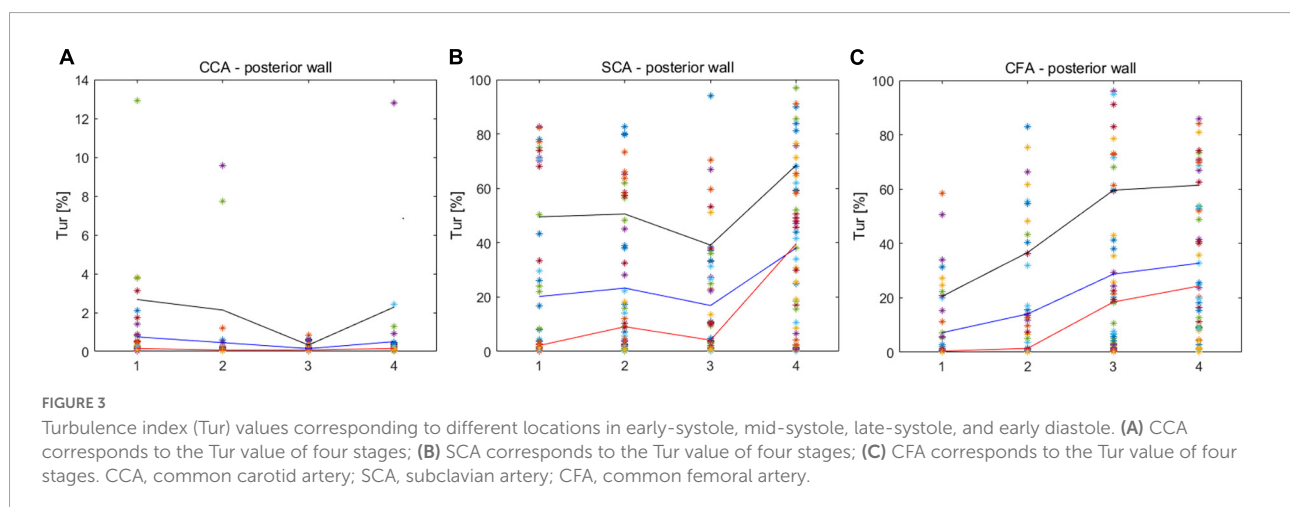 A
CCA - posterior wall
14
12
10
8
6
4
2
0
Tur [%]
1 2 3 4
B
SCA - posterior wall
100
80
60
40
20
0
Tur [%]
1 2 3 4
C
CFA - posterior wall
100
80
60
40
20
0
Tur [%]
1 2 3 4
FIGURE 3
Turbulence index (Tur) values corresponding to different locations in early-systole, mid-systole, late-systole, and early diastole. (A) CCA
corresponds to the Tur value of four stages; (B) SCA corresponds to the Tur value of four stages; (C) CFA corresponds to the Tur value of four
stages. CCA, common carotid artery; SCA, subclavian artery; CFA, common femoral artery.